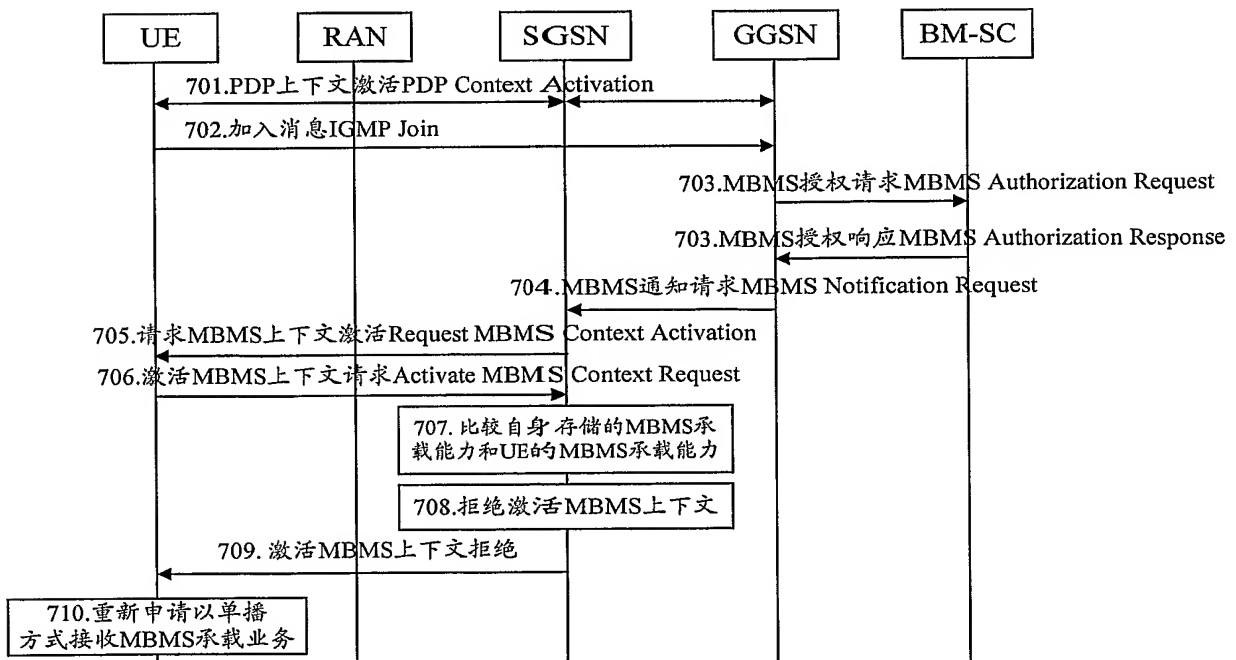 UE RAN SGSN GGSN BM-SC
701.PDP上下文激活PDP Context Activation
702.加入消息IGMP Join
703.MBMS授权请求MBMS Authorization Request
703.MBMS授权响应MBMS Authorization Response
704.MBMS通知请求MBMS Notification Request
705.请求MBMS上下文激活Request MBMS Context Activation
706.激活MBMS上下文请求Activate MBMS Context Request
707. 比较自身存储的MBMS承
载能力和UE的MBMS承载能力
708.拒绝激活MBMS上下文
709. 激活MBMS上下文拒绝
710.重新申请以单播
方式接收MBMS承载业务